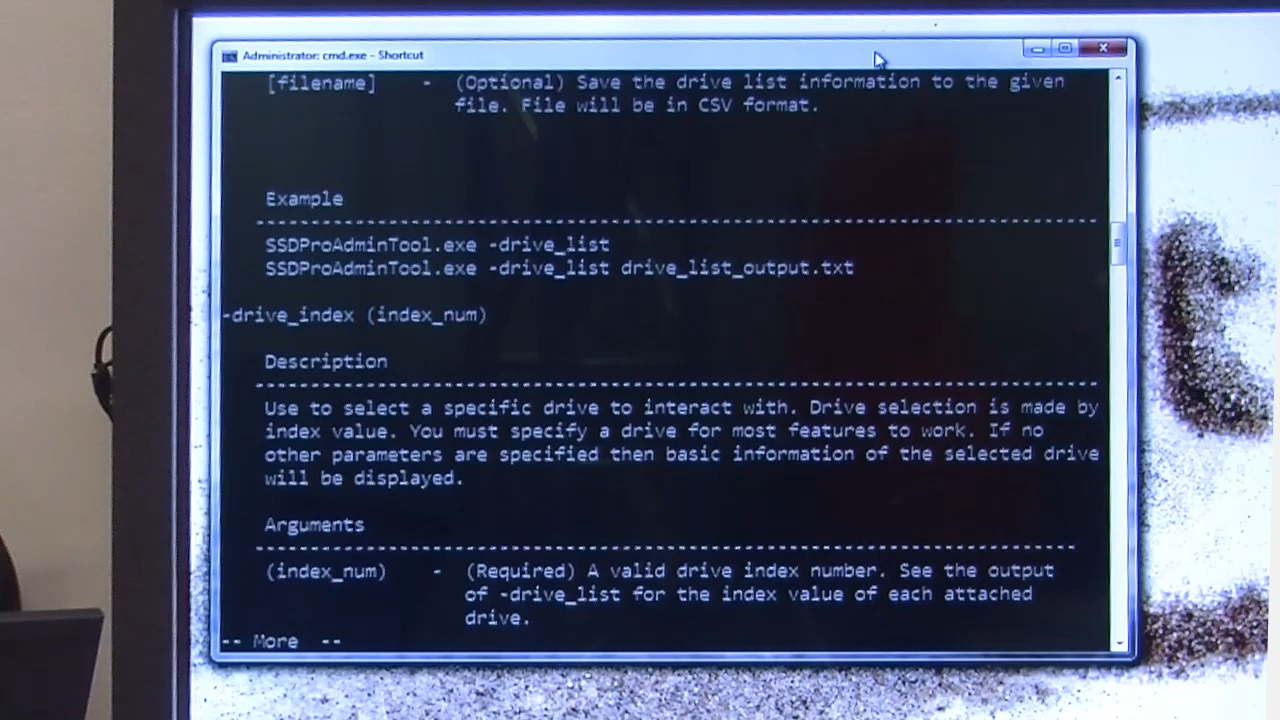 Administrator: cmd.exe - Shortcut
[filename] - (Optional) Save the drive list information to the given
file. File will be in CSV format.
Example
SSDProAdminTool.exe -drive_list
SSDProAdminTool.exe -drive_list drive_list_output.txt
-drive_index (index_num)
Description
Use to select a specific drive to interact with. Drive selection is made by
index value. You must specify a drive for most features to work. If no
other parameters are specified then basic information of the selected drive
will be displayed.
Arguments
(index_num) - (Required) A valid drive index number. See the output
of -drive_list for the index value of each attached
drive.
-- More --